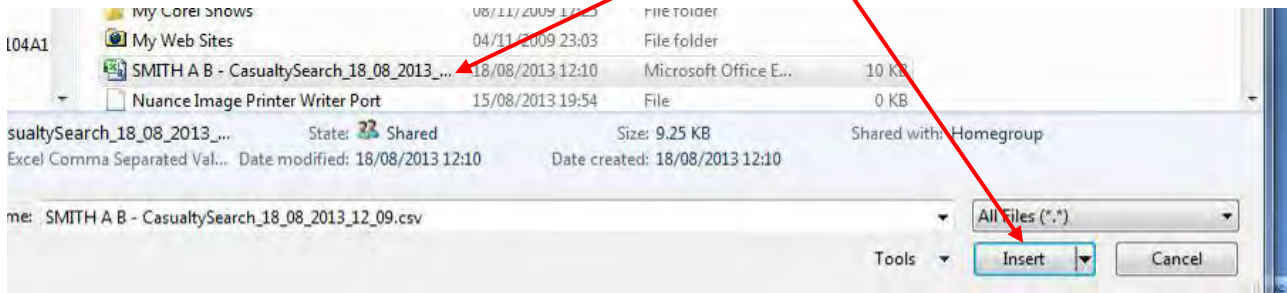 My Corel Shows 08/11/2009 17:25 File folder
104A1 My Web Sites 04/11/2009 23:03 File folder
SMITH A B - CasualtySearch_18_08_2013_... 18/08/2013 12:10 Microsoft Office E... 10 KB
Nuance Image Printer Writer Port 15/08/2013 19:54 File 0 KB
sualtySearch_18_08_2013_... State: Shared Size: 9.25 KB Shared with: Homegroup
Excel Comma Separated Val... Date modified: 18/08/2013 12:10 Date created: 18/08/2013 12:10
me: SMITH A B - CasualtySearch_18_08_2013_12_09.csv All Files (*.*)
Tools Insert Cancel